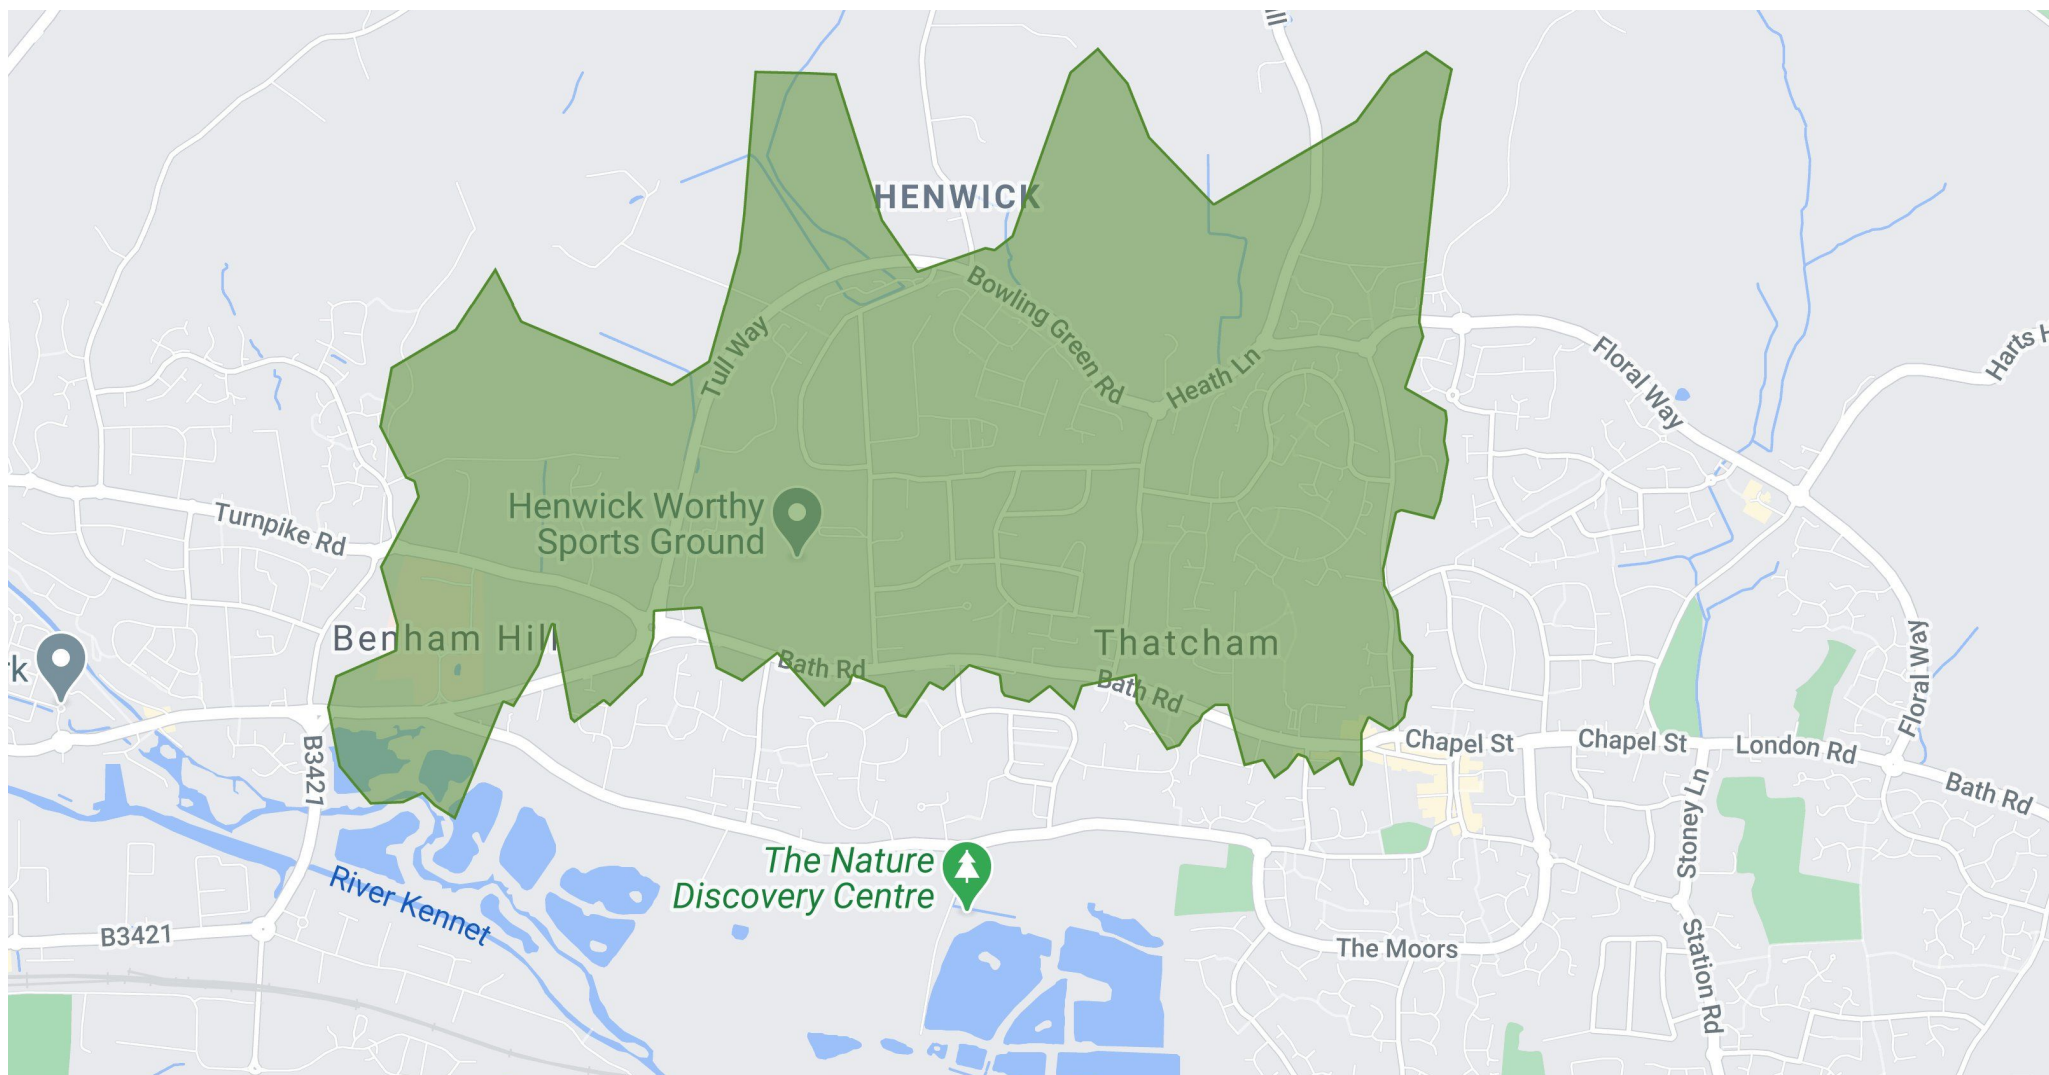 HENWICK
Bowling Green Rd
Tull Way
Heath Ln
Floral Way
Harts H
Turnpike Rd
Henwick Worthy
Sports Ground
Benham Hill
Thatcham
Bath Rd
Bath Rd
Floral Way
rk
B3421
Chapel St
Chapel St
London Rd
Bath Rd
Stoney Ln
The Nature
Discovery Centre
River Kennet
B3421
The Moors
Station Rd